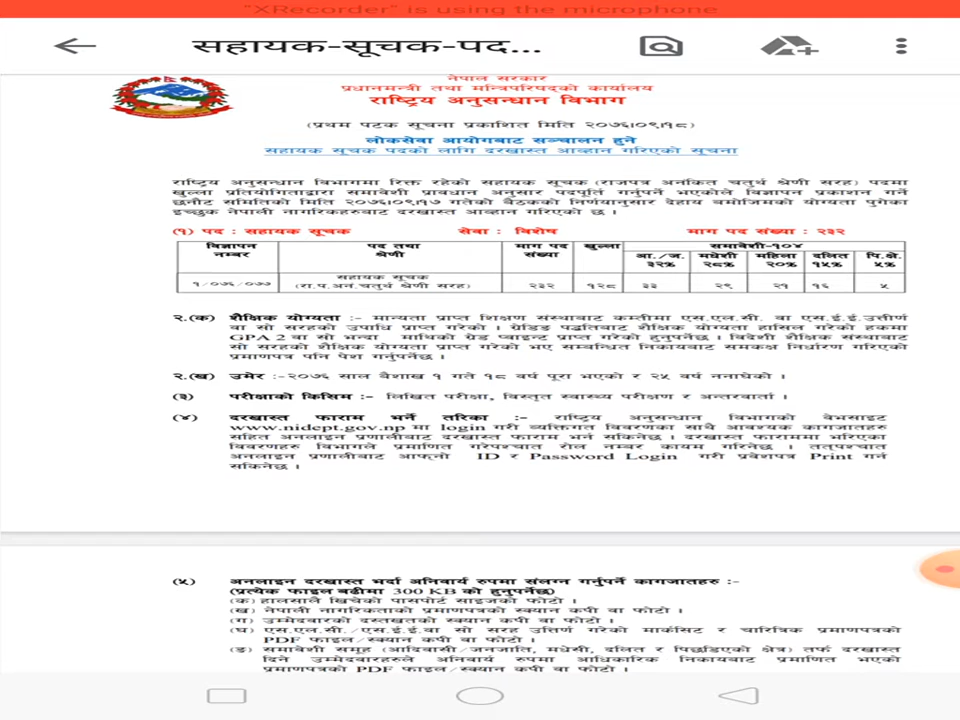 "XRecorder" is using the microphone
सहायक-सूचक-पद...
नेपाल सरकार
प्रधानमन्त्री तथा मन्त्रिपरिषद्को कार्यालय
राष्ट्रिय अनुसन्धान विभाग
(प्रथम पटक सूचना प्रकाशित मिति २०७६।०९।१८)
लोकसेवा आयोगबाट सञ्चालन हुने
सहायक सूचक पदको लागि दरखास्त आव्हान गरिएको सूचना
राष्ट्रिय अनुसन्धान विभागमा रिक्त रहेको सहायक सूचक (राजपत्र अनंकित चतुर्थ श्रेणी सरह) पदमा
खुल्ला प्रतियोगिताद्वारा समावेशी प्रावधान अनुसार पदपूर्ति गर्नुपर्ने भएकोले विज्ञापन प्रकाशन गर्ने
छनौट समितिको मिति २०७६।०९।१७ गतेको बैठकको निर्णयानुसार देहाय बमोजिमको योग्यता पुगेका
इच्छुक नेपाली नागरिकहरुबाट दरखास्त आव्हान गरिएको छ ।
(१) पद : सहायक सूचक सेवा : विशेष माग पद संख्या : २३२
विज्ञापन नम्बर पद तथा श्रेणी माग पद संख्या खुल्ला समावेशी-१०४
आ./ज. ३२% मधेशी २८% महिला २०% दलित १५% पि.क्षे. ५%
१/०७६/०७७ सहायक सूचक (रा.प.अनं.चतुर्थ श्रेणी सरह) २३२ १२८ ३३ २९ २१ १६ ५
२.(क) शैक्षिक योग्यता :- मान्यता प्राप्त शिक्षण संस्थाबाट कम्तीमा एस.एल.सी. वा एस.ई.ई.उत्तीर्ण
वा सो सरहको उपाधि प्राप्त गरेको । ग्रेडिङ पद्धतिबाट शैक्षिक योग्यता हासिल गरेको हकमा
GPA 2 वा सो भन्दा माथिको ग्रेड प्वाइन्ट प्राप्त गरेको हुनुपर्नेछ । विदेशी शैक्षिक संस्थाबाट
सो सरहको शैक्षिक योग्यता प्राप्त गरेको भए सम्बन्धित निकायबाट समकक्ष निर्धारण गरिएको
प्रमाणपत्र पनि पेश गर्नुपर्नेछ ।
२.(ख) उमेर :-२०७६ साल बैशाख १ गते १८ वर्ष पूरा भएको र २५ वर्ष ननाघेको ।
(३) परीक्षाको किसिम :- लिखित परीक्षा, विस्तृत स्वास्थ्य परीक्षण र अन्तरवार्ता ।
(४) दरखास्त फाराम भर्ने तरिका :- राष्ट्रिय अनुसन्धान विभागको वेभसाइट
www.nidept.gov.np मा login गरी व्यक्तिगत विवरणका साथै आवश्यक कागजातहरु
सहित अनलाइन प्रणालीबाट दरखास्त फाराम भर्न सकिनेछ । दरखास्त फाराममा भरिएका
विवरणहरु विभागले प्रमाणित गरेपश्चात रोल नम्बर कायम गरिनेछ । तत्पश्चात
अनलाइन प्रणालीबाट आफ्नो ID र Password Login गरी प्रवेशपत्र Print गर्न
सकिनेछ ।
(५) अनलाइन दरखास्त भर्दा अनिवार्य रुपमा संलग्न गर्नुपर्ने कागजातहरु :-
(प्रत्येक फाइल बढीमा 300 KB को हुनुपर्नेछ)
(क) हालसालै खिचेको पासपोर्ट साइजको फोटो ।
(ख) नेपाली नागरिकताको प्रमाणपत्रको स्क्यान कपी वा फोटो ।
(ग) उम्मेदवारको दस्तखतको स्क्यान कपी वा फोटो ।
(घ) एस.एल.सी./एस.ई.ई.वा सो सरह उत्तिर्ण गरेको मार्कसिट र चारित्रिक प्रमाणपत्रको
PDF फाईल/स्क्यान कपी वा फोटो ।
(ङ) समावेशी समूह (आदिवासी/जनजाति, मधेसी, दलित र पिछडिएको क्षेत्र) तर्फ दरखास्त
दिने उम्मेदवारहरुले अनिवार्य रुपमा आधिकारिक निकायबाट प्रमाणित भएको
प्रमाणपत्रको PDF फाईल/स्क्यान कपी वा फोटो ।